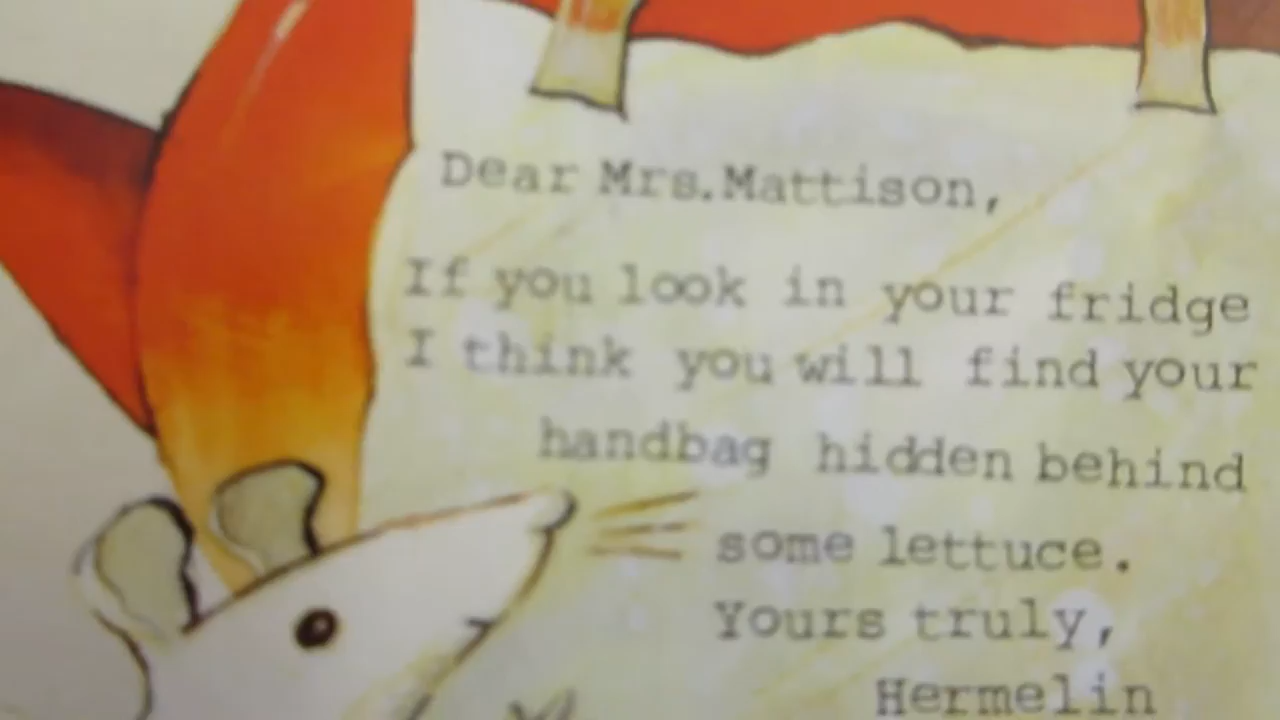 Dear Mrs.Mattison,
If you look in your fridge
I think you will find your
handbag hidden behind
some lettuce.
Yours truly,
Hermelin